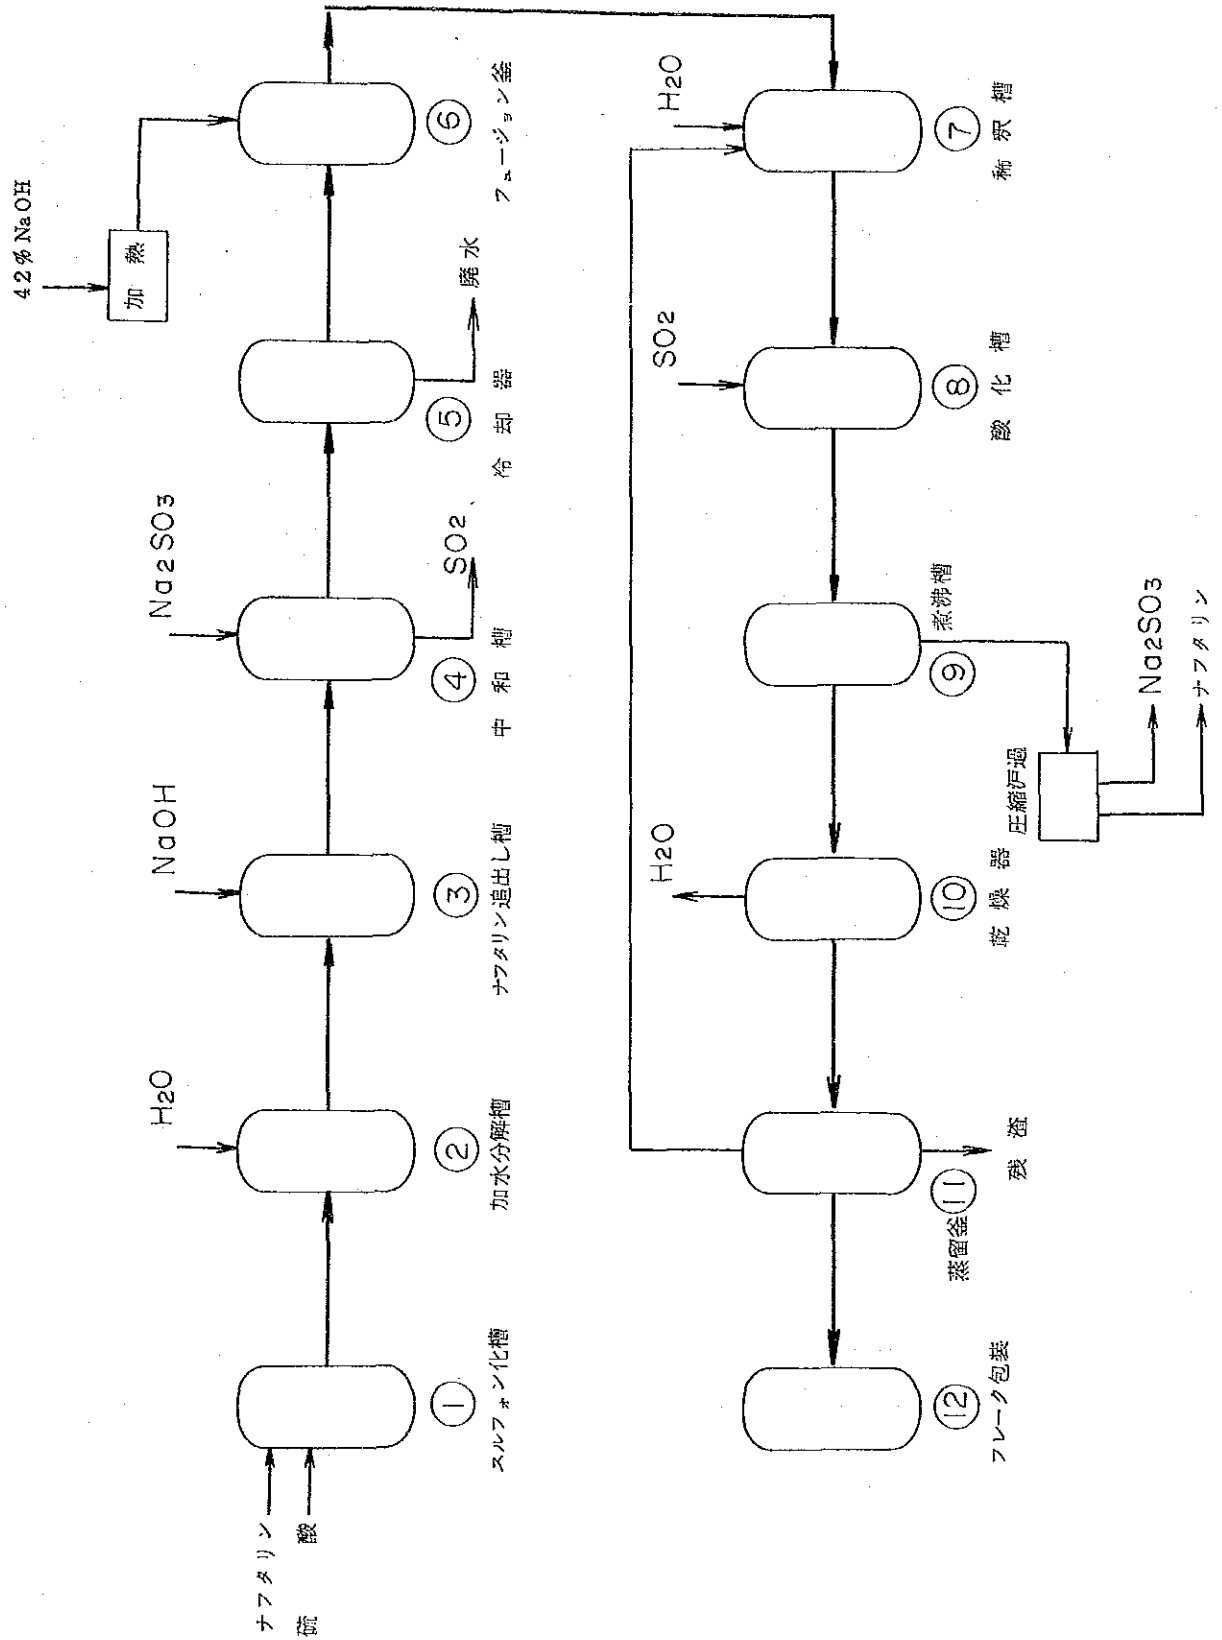 ナフタリン
硫酸
①
スルフォン化槽
H2O
②
加水分解槽
NaOH
③
ナフタリン追出し槽
Na2SO3
④
中和槽
SO2
⑤
冷却器
廃水
42%NaOH
加熱
⑥
フュージョン釜
H2O
⑦
稀釈槽
SO2
⑧
酸化槽
⑨
煮沸槽
圧縮沪過
Na2SO3
ナフタリン
H2O
⑩
乾燥器
⑪
蒸留釜
残渣
⑫
フレーク包装